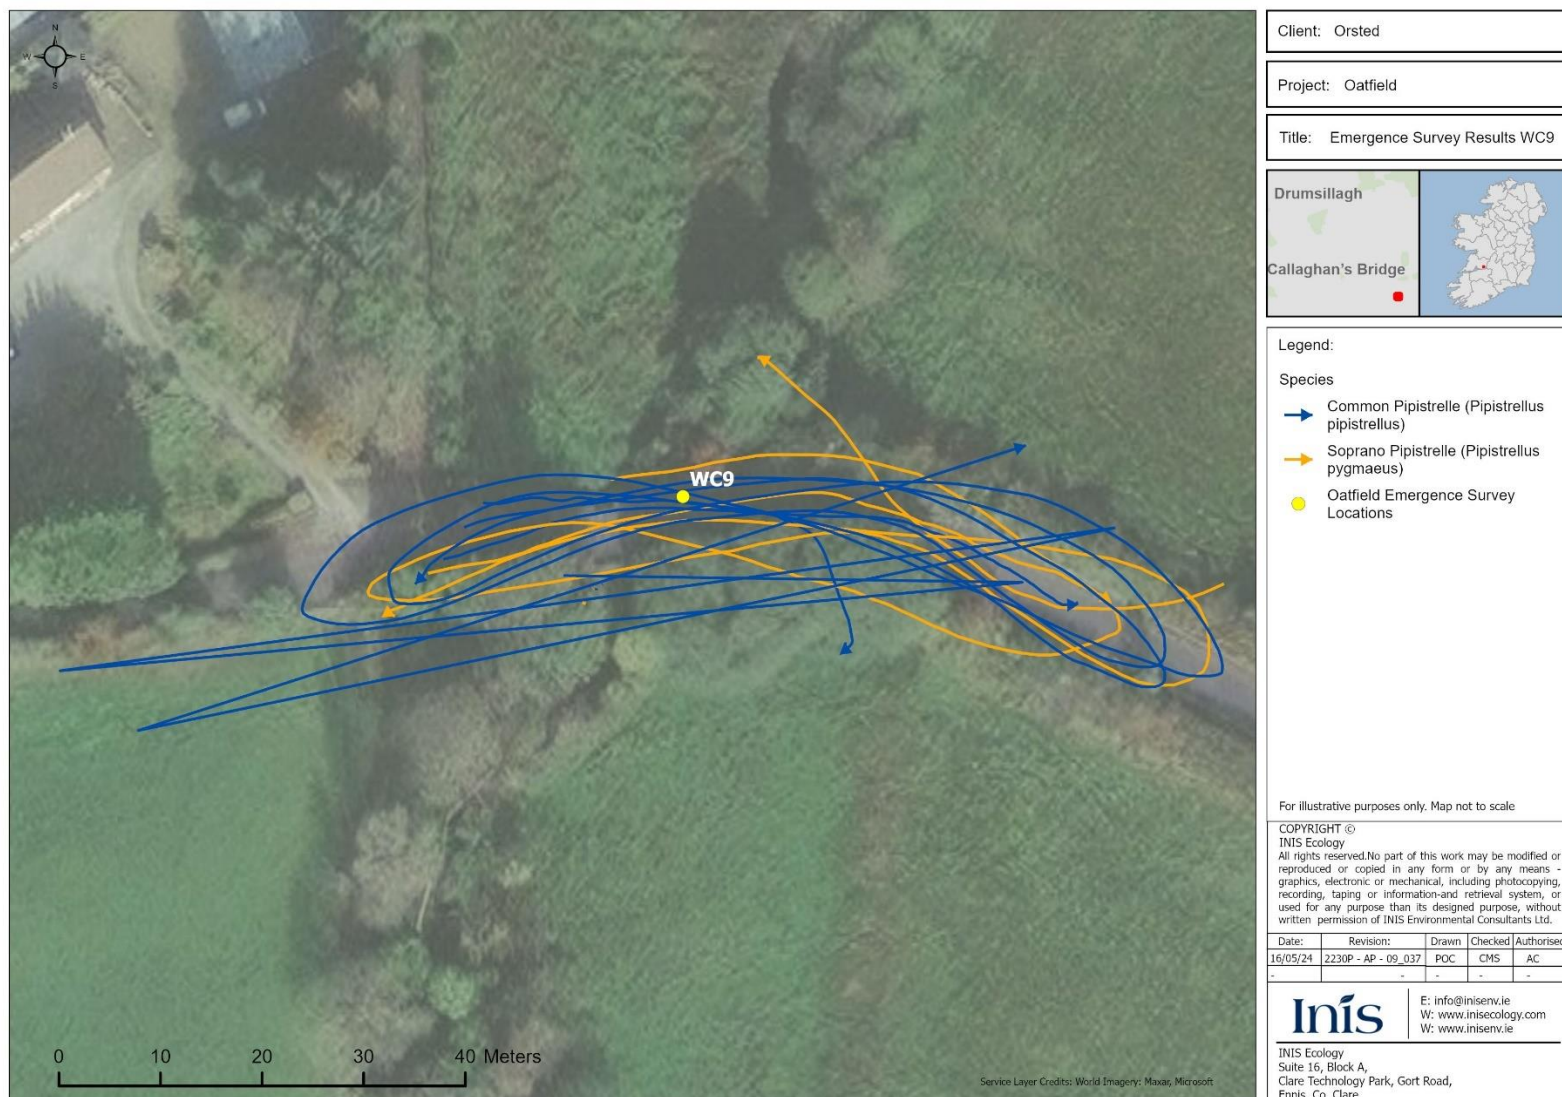 N
W E
S
WC9
0 10 20 30 40 Meters
Service Layer Credits: World Imagery: Maxar, Microsoft
Client: Orsted
Project: Oatfield
Title: Emergence Survey Results WC9
Drumsillagh
Callaghan's Bridge
Legend:
Species
Common Pipistrelle (Pipistrellus
pipistrellus)
Soprano Pipistrelle (Pipistrellus
pygmaeus)
Oatfield Emergence Survey
Locations
For illustrative purposes only. Map not to scale
COPYRIGHT ©
INIS Ecology
All rights reserved.No part of this work may be modified or
reproduced or copied in any form or by any means -
graphics, electronic or mechanical, including photocopying,
recording, taping or information-and retrieval system, or
used for any purpose than its designed purpose, without
written permission of INIS Environmental Consultants Ltd.
Date: Revision: Drawn Checked Authorised
16/05/24 2230P - AP - 09_037 POC CMS AC
- - - - -
Inís
E: info@inisenv.ie
W: www.inisecology.com
W: www.inisenv.ie
INIS Ecology
Suite 16, Block A,
Clare Technology Park, Gort Road,
Ennis, Co. Clare